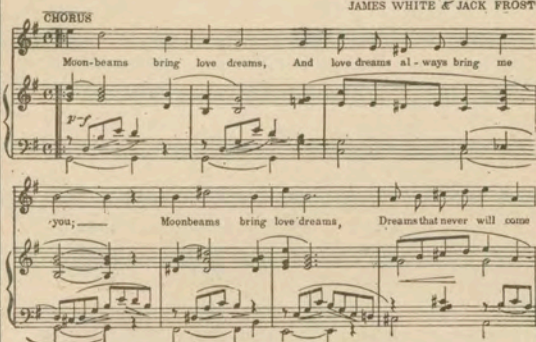 JAMES WHITE & JACK FROST
CHORUS
Moon-beams bring love dreams, And love dreams al-ways bring me
p-f
you; Moonbeams bring love dreams, Dreams that never will come